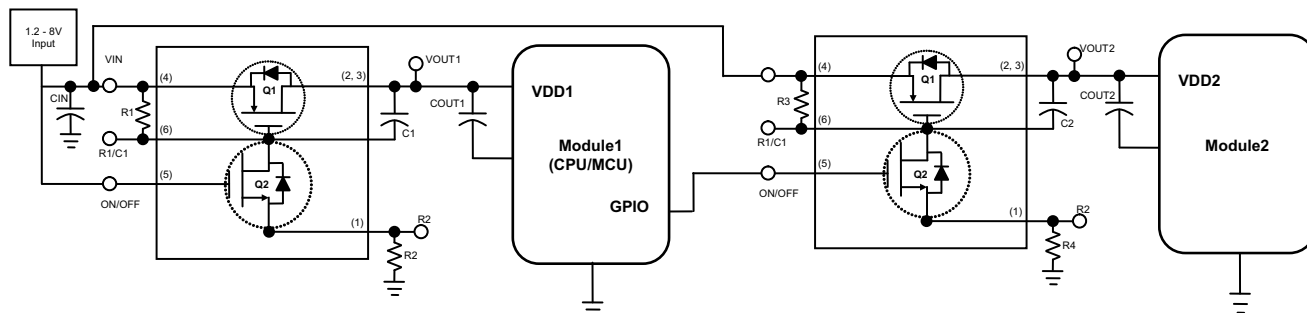 1.2 - 8V
Input
VIN
CIN
(4)
R1
(6)
R1/C1
(5)
ON/OFF
Q1
Q2
(2, 3)
C1
(1)
R2
R2
VOUT1
COUT1
VDD1
Module1
(CPU/MCU)
GPIO
(4)
R3
(6)
R1/C1
(5)
ON/OFF
Q1
Q2
(2, 3)
C2
(1)
R2
R4
VOUT2
COUT2
VDD2
Module2